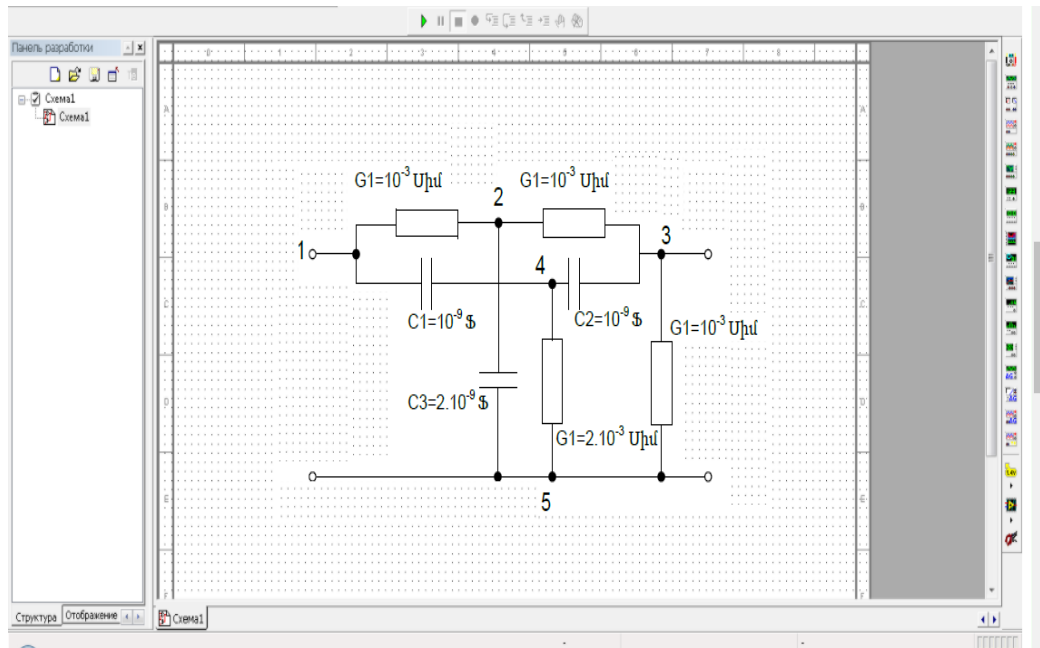 Панель разработки
Схема1
Схема1
G1=10⁻³ Սիմ
G1=10⁻³ Սիմ
2
1
3
4
C1=10⁻⁹ Ֆ
C2=10⁻⁹ Ֆ
G1=10⁻³ Սիմ
C3=2.10⁻⁹ Ֆ
G1=2.10⁻³ Սիմ
5
Структура Отображение
Схема1